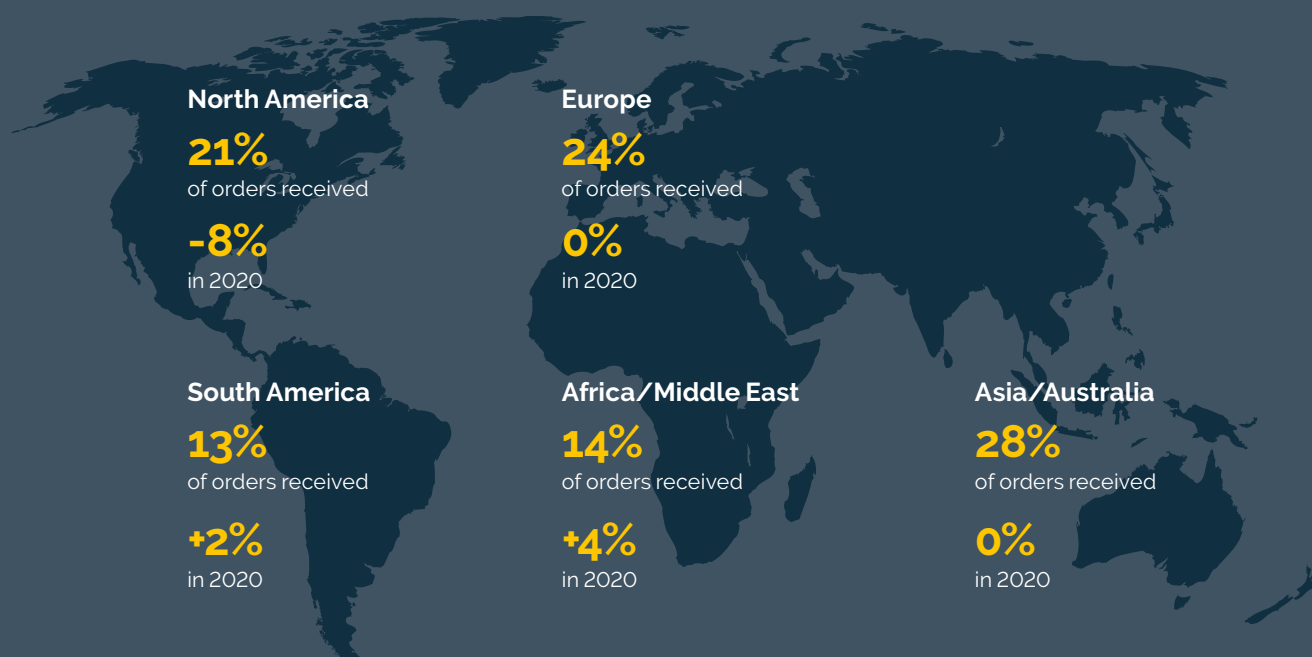 North America
21%
of orders received
-8%
in 2020
Europe
24%
of orders received
0%
in 2020
South America
13%
of orders received
+2%
in 2020
Africa/Middle East
14%
of orders received
+4%
in 2020
Asia/Australia
28%
of orders received
0%
in 2020